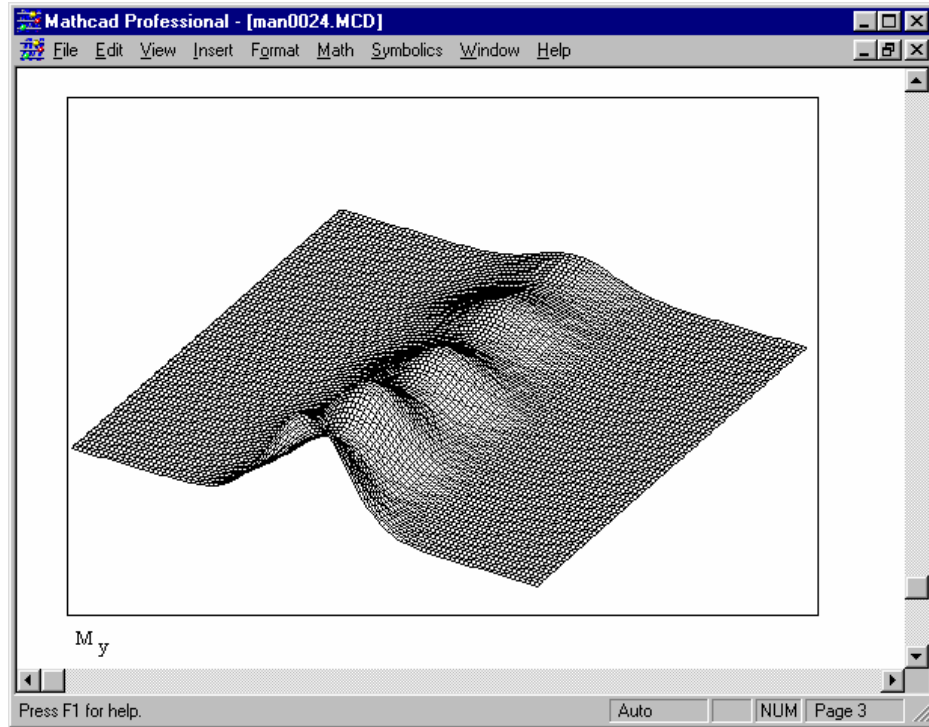 Mathcad Professional - [man0024.MCD]
File Edit View Insert Format Math Symbolics Window Help
M y
Press F1 for help. Auto NUM Page 3